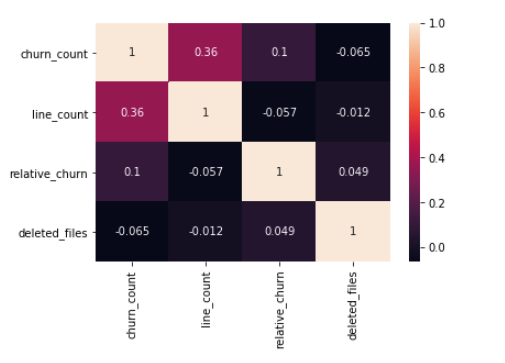 1.0
churn_count 1 0.36 0.1 -0.065
0.8
line_count 0.36 1 -0.057 -0.012
0.6
0.4
relative_churn 0.1 -0.057 1 0.049
0.2
deleted_files -0.065 -0.012 0.049 1
0.0
churn_count
line_count
relative_churn
deleted_files